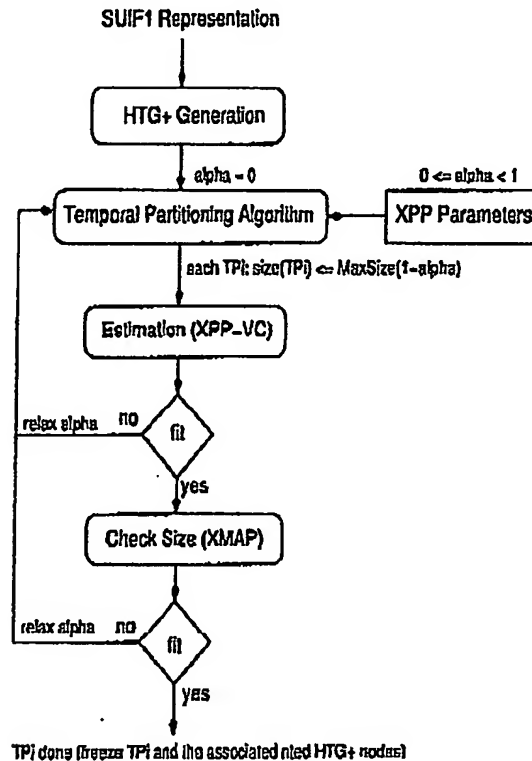 SUIF1 Representation
HTG+ Generation
alpha = 0
0 <= alpha < 1
Temporal Partitioning Algorithm
XPP Parameters
each TPi: size(TPi) <= MaxSize(1-alpha)
Estimation (XPP-VC)
relax alpha
no
fit
yes
Check Size (XMAP)
relax alpha
no
fit
yes
TPi done (freeze TPi and the associated nted HTG+ nodes)